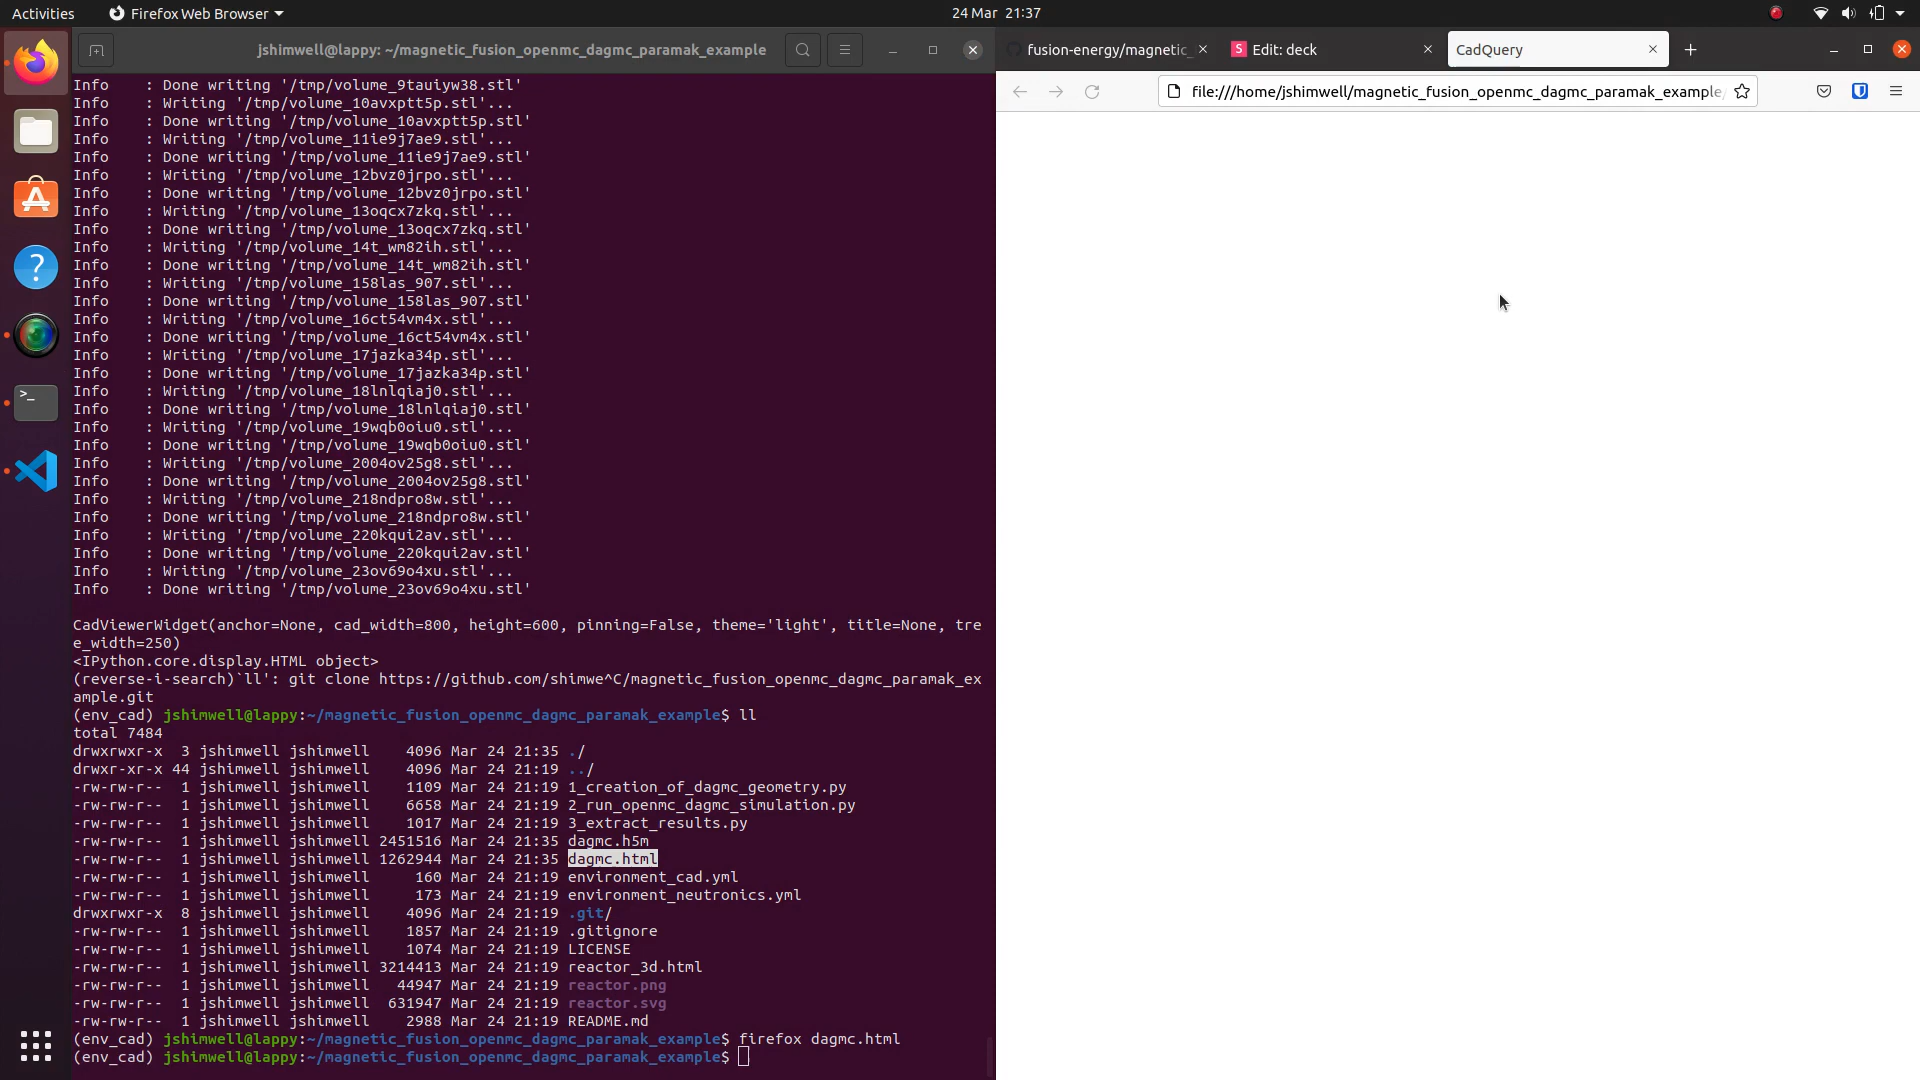 Activities
Firefox Web Browser
24 Mar 21:37
jshimwell@lappy: ~/magnetic_fusion_openmc_dagmc_paramak_example
fusion-energy/magnetic_
S Edit: deck
CadQuery
file:///home/jshimwell/magnetic_fusion_openmc_dagmc_paramak_example/
Info    : Done writing '/tmp/volume_9tauiyw38.stl'
Info    : Writing '/tmp/volume_10avxptt5p.stl'...
Info    : Done writing '/tmp/volume_10avxptt5p.stl'
Info    : Writing '/tmp/volume_11ie9j7ae9.stl'...
Info    : Done writing '/tmp/volume_11ie9j7ae9.stl'
Info    : Writing '/tmp/volume_12bvz0jrpo.stl'...
Info    : Done writing '/tmp/volume_12bvz0jrpo.stl'
Info    : Writing '/tmp/volume_13oqcx7zkq.stl'...
Info    : Done writing '/tmp/volume_13oqcx7zkq.stl'
Info    : Writing '/tmp/volume_14t_wm82ih.stl'...
Info    : Done writing '/tmp/volume_14t_wm82ih.stl'
Info    : Writing '/tmp/volume_158las_907.stl'...
Info    : Done writing '/tmp/volume_158las_907.stl'
Info    : Writing '/tmp/volume_16ct54vm4x.stl'...
Info    : Done writing '/tmp/volume_16ct54vm4x.stl'
Info    : Writing '/tmp/volume_17jazka34p.stl'...
Info    : Done writing '/tmp/volume_17jazka34p.stl'
Info    : Writing '/tmp/volume_18lnlqiaj0.stl'...
Info    : Done writing '/tmp/volume_18lnlqiaj0.stl'
Info    : Writing '/tmp/volume_19wqb0oiu0.stl'...
Info    : Done writing '/tmp/volume_19wqb0oiu0.stl'
Info    : Writing '/tmp/volume_2004ov25g8.stl'...
Info    : Done writing '/tmp/volume_2004ov25g8.stl'
Info    : Writing '/tmp/volume_218ndpro8w.stl'...
Info    : Done writing '/tmp/volume_218ndpro8w.stl'
Info    : Writing '/tmp/volume_220kqui2av.stl'...
Info    : Done writing '/tmp/volume_220kqui2av.stl'
Info    : Writing '/tmp/volume_23ov69o4xu.stl'...
Info    : Done writing '/tmp/volume_23ov69o4xu.stl'
CadViewerWidget(anchor=None, cad_width=800, height=600, pinning=False, theme='light', title=None, tre
e_width=250)
<IPython.core.display.HTML object>
(reverse-i-search)`ll': git clone https://github.com/shimwe^C/magnetic_fusion_openmc_dagmc_paramak_ex
ample.git
(env_cad) jshimwell@lappy:~/magnetic_fusion_openmc_dagmc_paramak_example$ ll
total 7484
drwxrwxr-x  3 jshimwell jshimwell    4096 Mar 24 21:35 ./
drwxr-xr-x 44 jshimwell jshimwell    4096 Mar 24 21:19 ../
-rw-rw-r--  1 jshimwell jshimwell    1109 Mar 24 21:19 1_creation_of_dagmc_geometry.py
-rw-rw-r--  1 jshimwell jshimwell    6658 Mar 24 21:19 2_run_openmc_dagmc_simulation.py
-rw-rw-r--  1 jshimwell jshimwell    1017 Mar 24 21:19 3_extract_results.py
-rw-rw-r--  1 jshimwell jshimwell 2451516 Mar 24 21:35 dagmc.h5m
-rw-rw-r--  1 jshimwell jshimwell 1262944 Mar 24 21:35 dagmc.html
-rw-rw-r--  1 jshimwell jshimwell     160 Mar 24 21:19 environment_cad.yml
-rw-rw-r--  1 jshimwell jshimwell     173 Mar 24 21:19 environment_neutronics.yml
drwxrwxr-x  8 jshimwell jshimwell    4096 Mar 24 21:19 .git/
-rw-rw-r--  1 jshimwell jshimwell    1857 Mar 24 21:19 .gitignore
-rw-rw-r--  1 jshimwell jshimwell    1074 Mar 24 21:19 LICENSE
-rw-rw-r--  1 jshimwell jshimwell 3214413 Mar 24 21:19 reactor_3d.html
-rw-rw-r--  1 jshimwell jshimwell   44947 Mar 24 21:19 reactor.png
-rw-rw-r--  1 jshimwell jshimwell  631947 Mar 24 21:19 reactor.svg
-rw-rw-r--  1 jshimwell jshimwell    2988 Mar 24 21:19 README.md
(env_cad) jshimwell@lappy:~/magnetic_fusion_openmc_dagmc_paramak_example$ firefox dagmc.html
(env_cad) jshimwell@lappy:~/magnetic_fusion_openmc_dagmc_paramak_example$